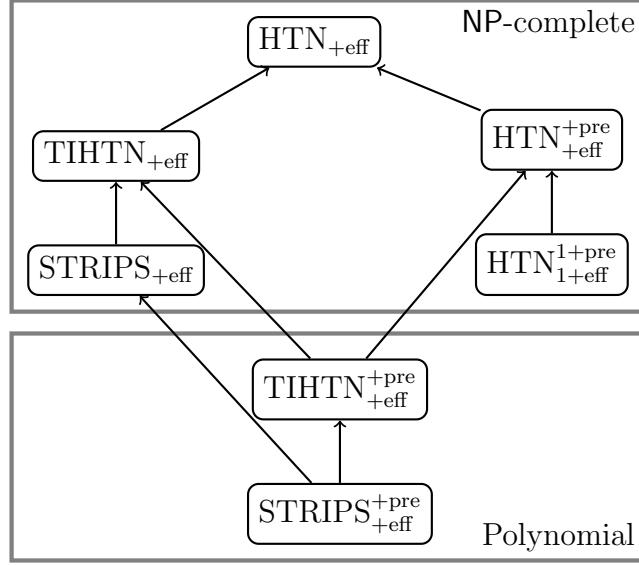 NP-complete
HTN₊eff
TIHTN₊eff
HTN⁺ᵖʳᵉ₊eff
STRIPS₊eff
HTN¹⁺ᵖʳᵉ₁₊eff
TIHTN⁺ᵖʳᵉ₊eff
STRIPS⁺ᵖʳᵉ₊eff
Polynomial